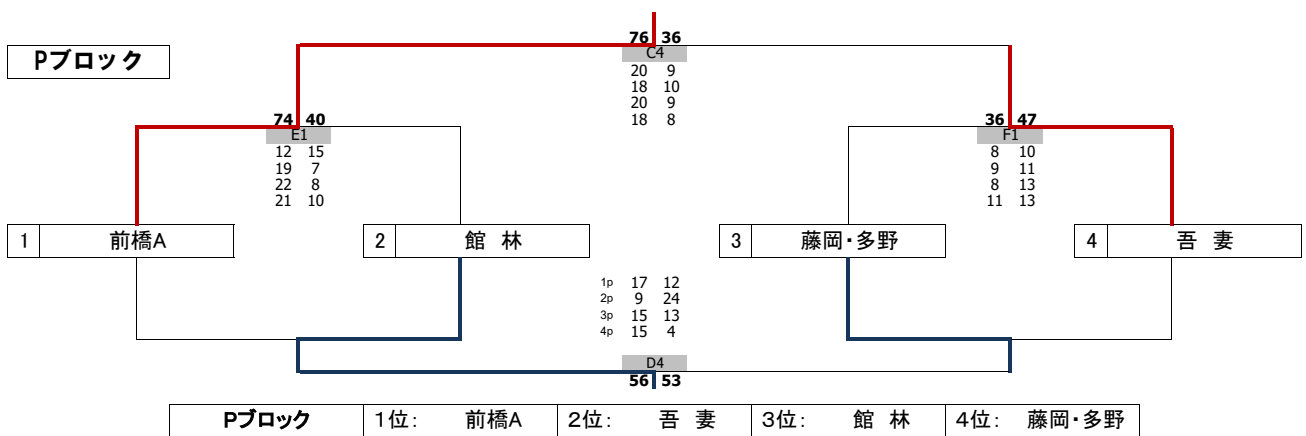 Pブロック
76 36
C4
20 9
18 10
20 9
18 8
74 40
E1
12 15
19 7
22 8
21 10
36 47
F1
8 10
9 11
8 13
11 13
1 前橋A 2 館 林 3 藤岡・多野 4 吾 妻
1p 17 12
2p 9 24
3p 15 13
4p 15 4
D4
56 53
Pブロック 1位: 前橋A 2位: 吾 妻 3位: 館 林 4位: 藤岡・多野